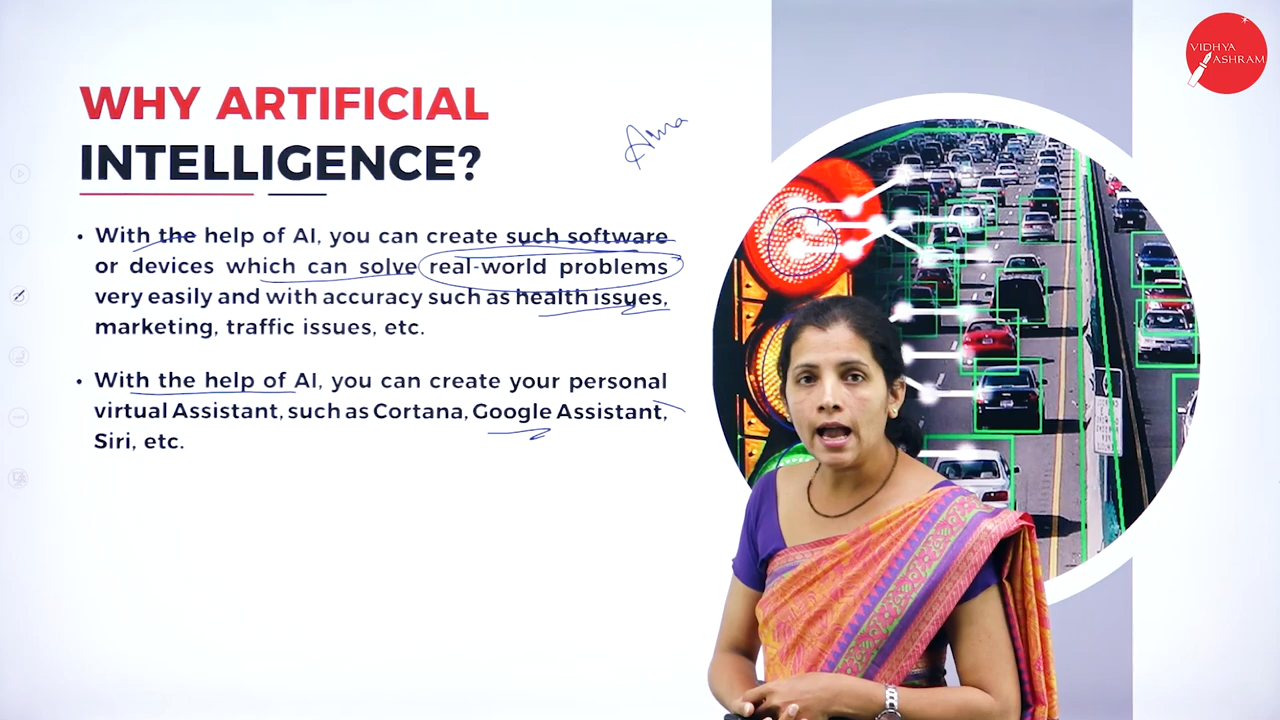 VIDHYA
ASHRAM
WHY ARTIFICIAL
INTELLIGENCE?
• With the help of AI, you can create such software
or devices which can solve real-world problems
very easily and with accuracy such as health issues,
marketing, traffic issues, etc.
• With the help of AI, you can create your personal
virtual Assistant, such as Cortana, Google Assistant,
Siri, etc.